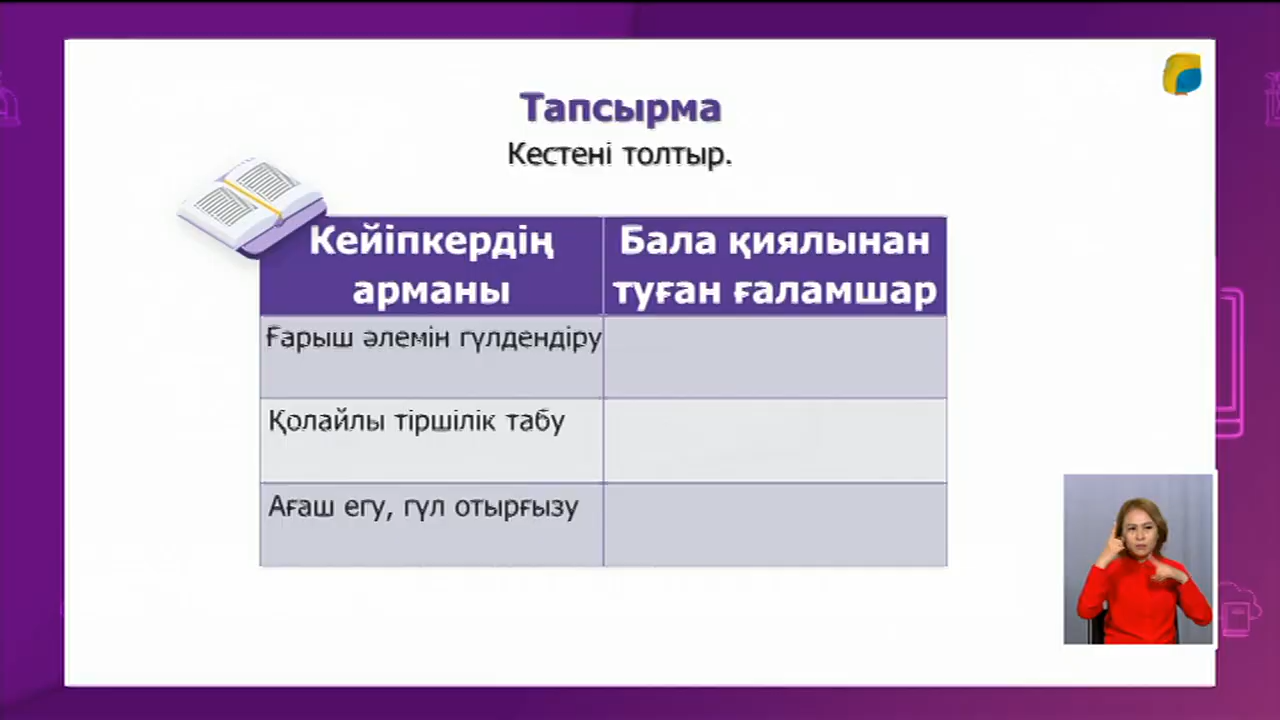 Тапсырма
Кестені толтыр.
Кейіпкердің
арманы
Бала қиялынан
туған ғаламшар
Ғарыш әлемін гүлдендіру
Қолайлы тіршілік табу
Ағаш егу, гүл отырғызу